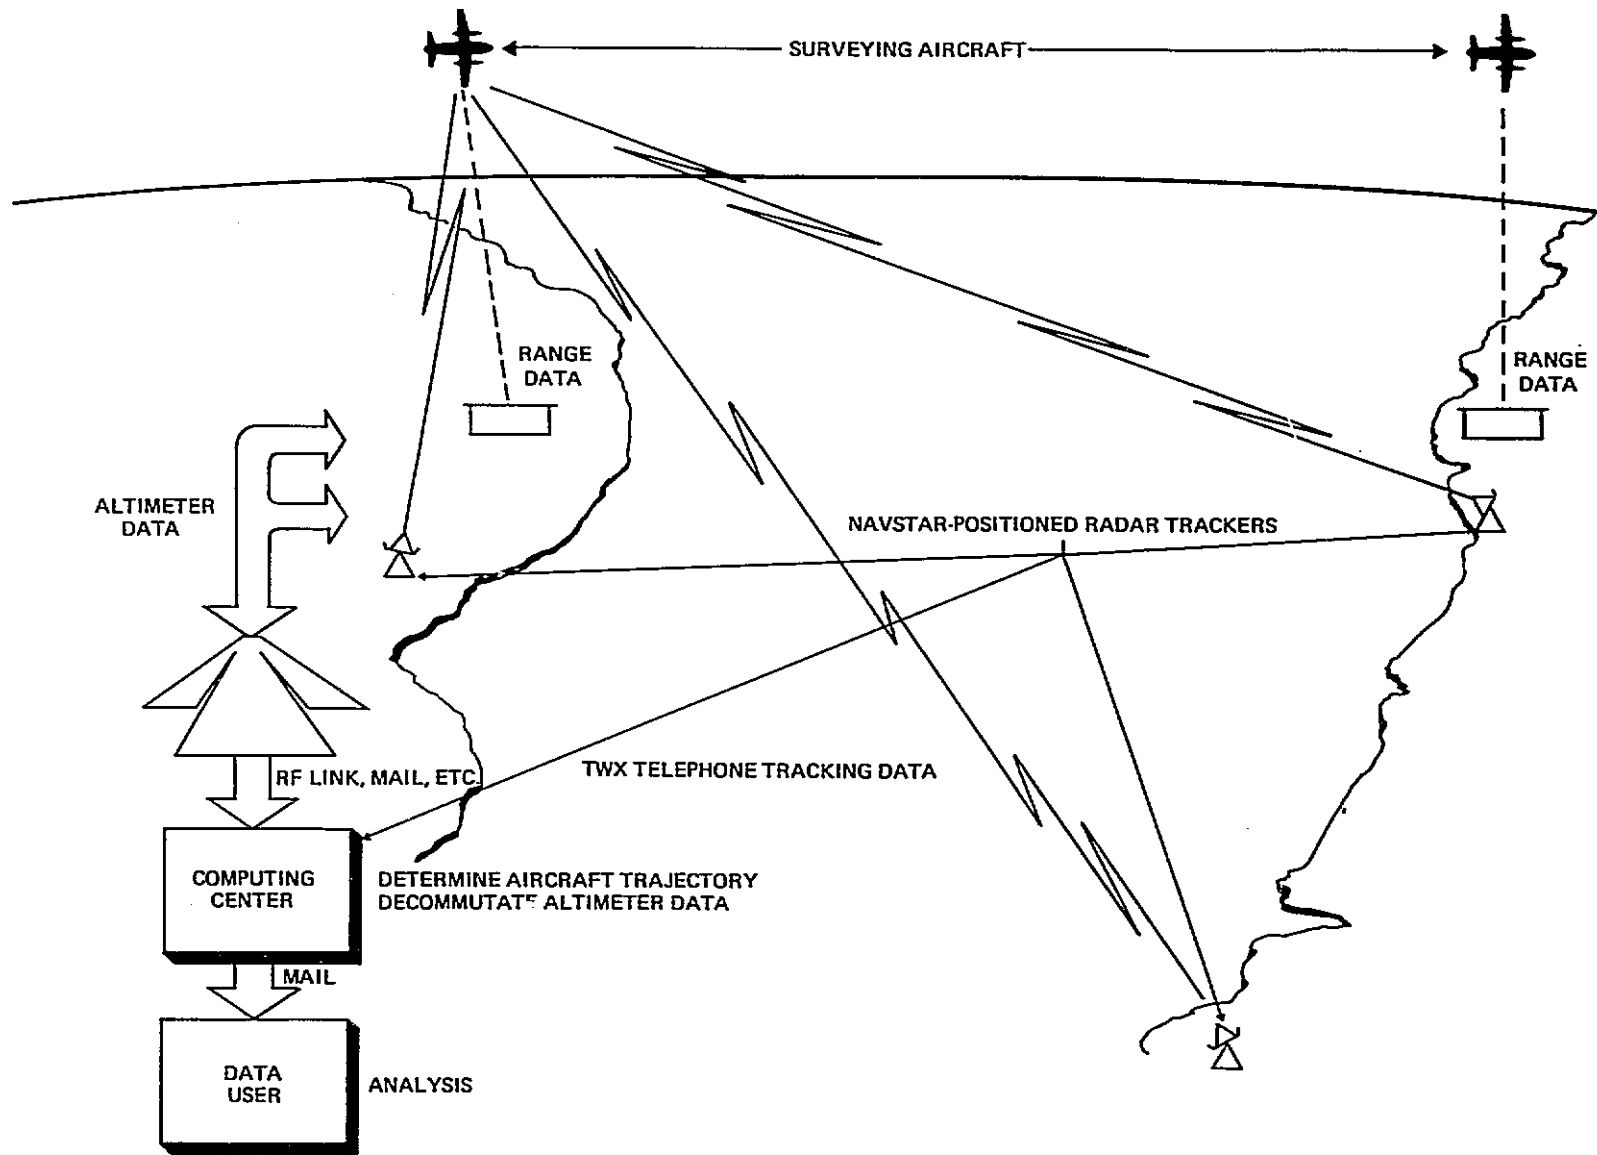 SURVEYING AIRCRAFT
RANGE
DATA
RANGE
DATA
ALTIMETER
DATA
NAVSTAR-POSITIONED RADAR TRACKERS
TWX TELEPHONE TRACKING DATA
RF LINK, MAIL, ETC.
COMPUTING
CENTER
DETERMINE AIRCRAFT TRAJECTORY
DECOMMUTATE ALTIMETER DATA
MAIL
DATA
USER
ANALYSIS